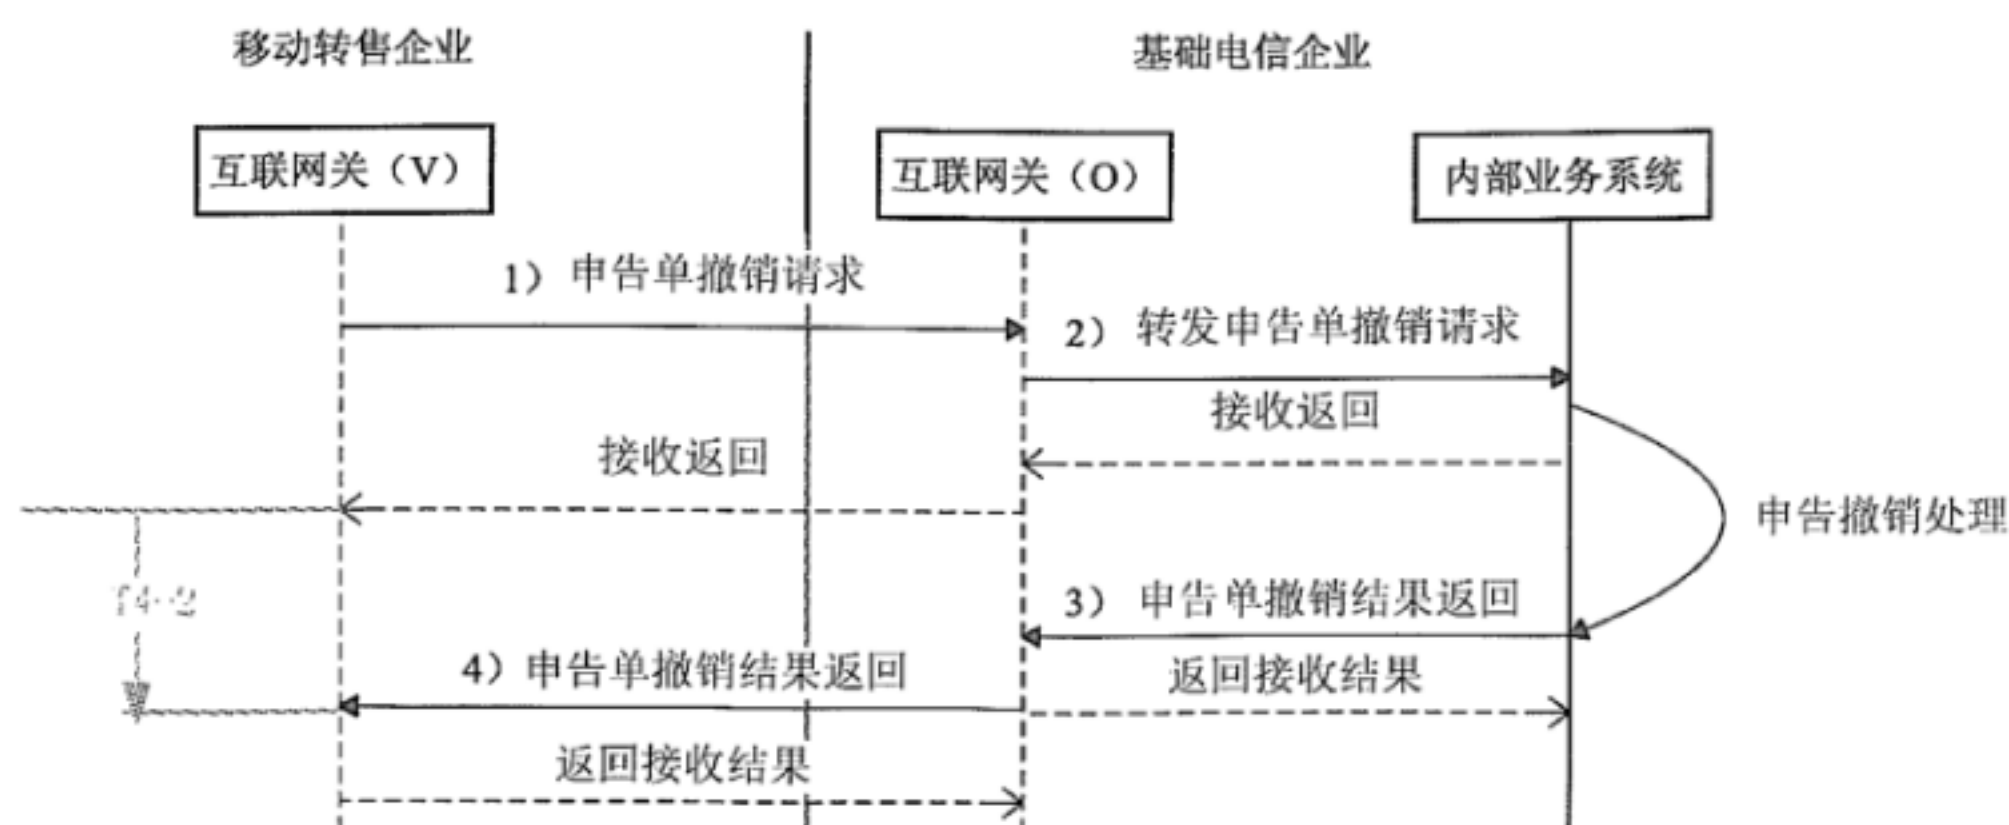 移动转售企业
基础电信企业
互联网关（V）
互联网关（O）
内部业务系统
1）申告单撤销请求
2）转发申告单撤销请求
接收返回
接收返回
申告撤销处理
3）申告单撤销结果返回
4）申告单撤销结果返回
返回接收结果
返回接收结果